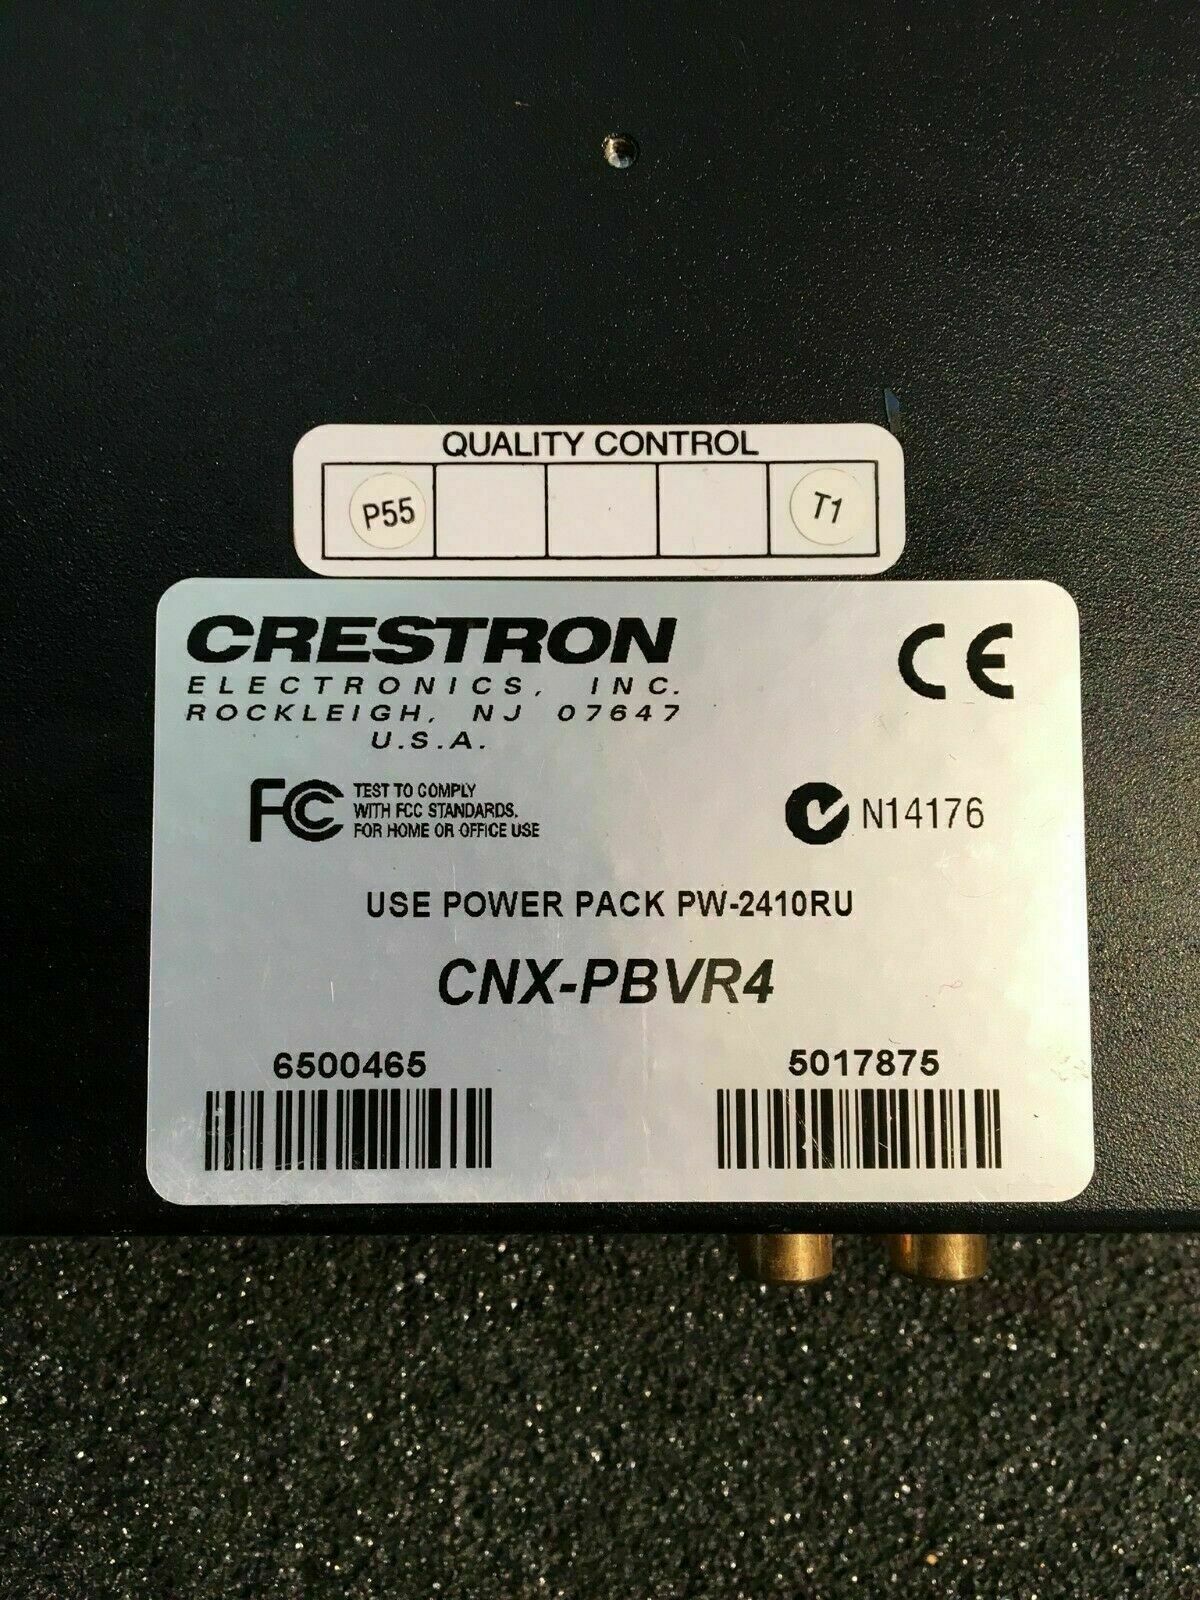 QUALITY CONTROL
P55 T1
CRESTRON
ELECTRONICS, INC.
ROCKLEIGH, NJ 07647
U.S.A.
CE
FC TEST TO COMPLY
WITH FCC STANDARDS.
FOR HOME OR OFFICE USE
N14176
USE POWER PACK PW-2410RU
CNX-PBVR4
6500465 5017875